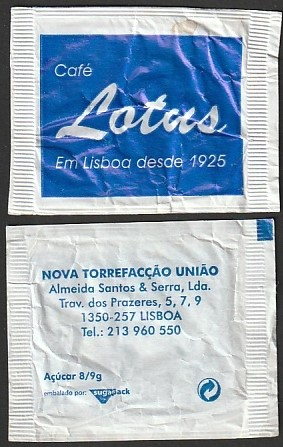 Café
Lotus
Em Lisboa desde 1925
NOVA TORREFACÇÃO UNIÃO
Almeida Santos & Serra, Lda.
Trav. dos Prazeres, 5, 7, 9
1350-257 LISBOA
Tel.: 213 960 550
Açúcar 8/9g
embalado por: sugapack